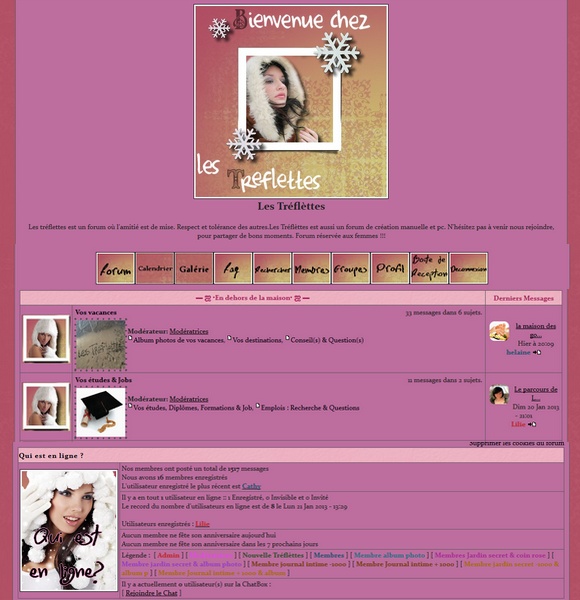 Bienvenue chez
les Treflettes
Les Tréflèttes
Les tréflettes est un forum où l'amitié est de mise. Respect et tolérance des autres.Les Tréflèttes est aussi un forum de création manuelle et pc. N'hésitez pas à venir nous rejoindre,
pour partager de bons moments. Forum réservée aux femmes !!!
Forum Calendrier Galérie Faq Rechercher Membres Groupes Profil Boite de Reception Deconnexion
En dehors de la maison Derniers Messages
Vos vacances 33 messages dans 6 sujets.
Modérateur: Modératrices
Album photos de vos vacances, Vos destinations, Conseil(s) & Question(s)
la maison des
go...
Hier à 20:09
helaine
Vos études & Jobs 11 messages dans 2 sujets.
Modérateur: Modératrices
Vos études, Diplômes, Formations & Job, Emplois : Recherche & Questions
Le parcours de
L...
Dim 20 Jan 2013
- 21:01
Lilie
Supprimer les cookies du forum
Qui est en ligne ?
Qui est
en ligne?
Nos membres ont posté un total de 1517 messages
Nous avons 16 membres enregistrés
L'utilisateur enregistré le plus récent est Cathy
Il y a en tout 1 utilisateur en ligne :: 1 Enregistré, 0 Invisible et 0 Invité
Le record du nombre d'utilisateurs en ligne est de 8 le Lun 21 Jan 2013 - 13:29
Utilisateurs enregistrés : Lilie
Aucun membre ne fête son anniversaire aujourd'hui
Aucun membre ne fête son anniversaire dans les 7 prochains jours
Légende : [ Admin ] [ ] [ Nouvelle Tréflètes ] [ Membres ] [ Membre album photo ] [ Membres Jardin secret & coin rose ] [
Membre jardin secret & album photo ] [ Membre Journal intime -1000 ] [ Membre Journal intime + 1000 ] [ Membre Jardin secret -1000 &
album p ] [ Membre Journal intime + 1000 & album ]
Il y a actuellement 0 utilisateur(s) sur la ChatBox :
[ Rejoindre le Chat ]